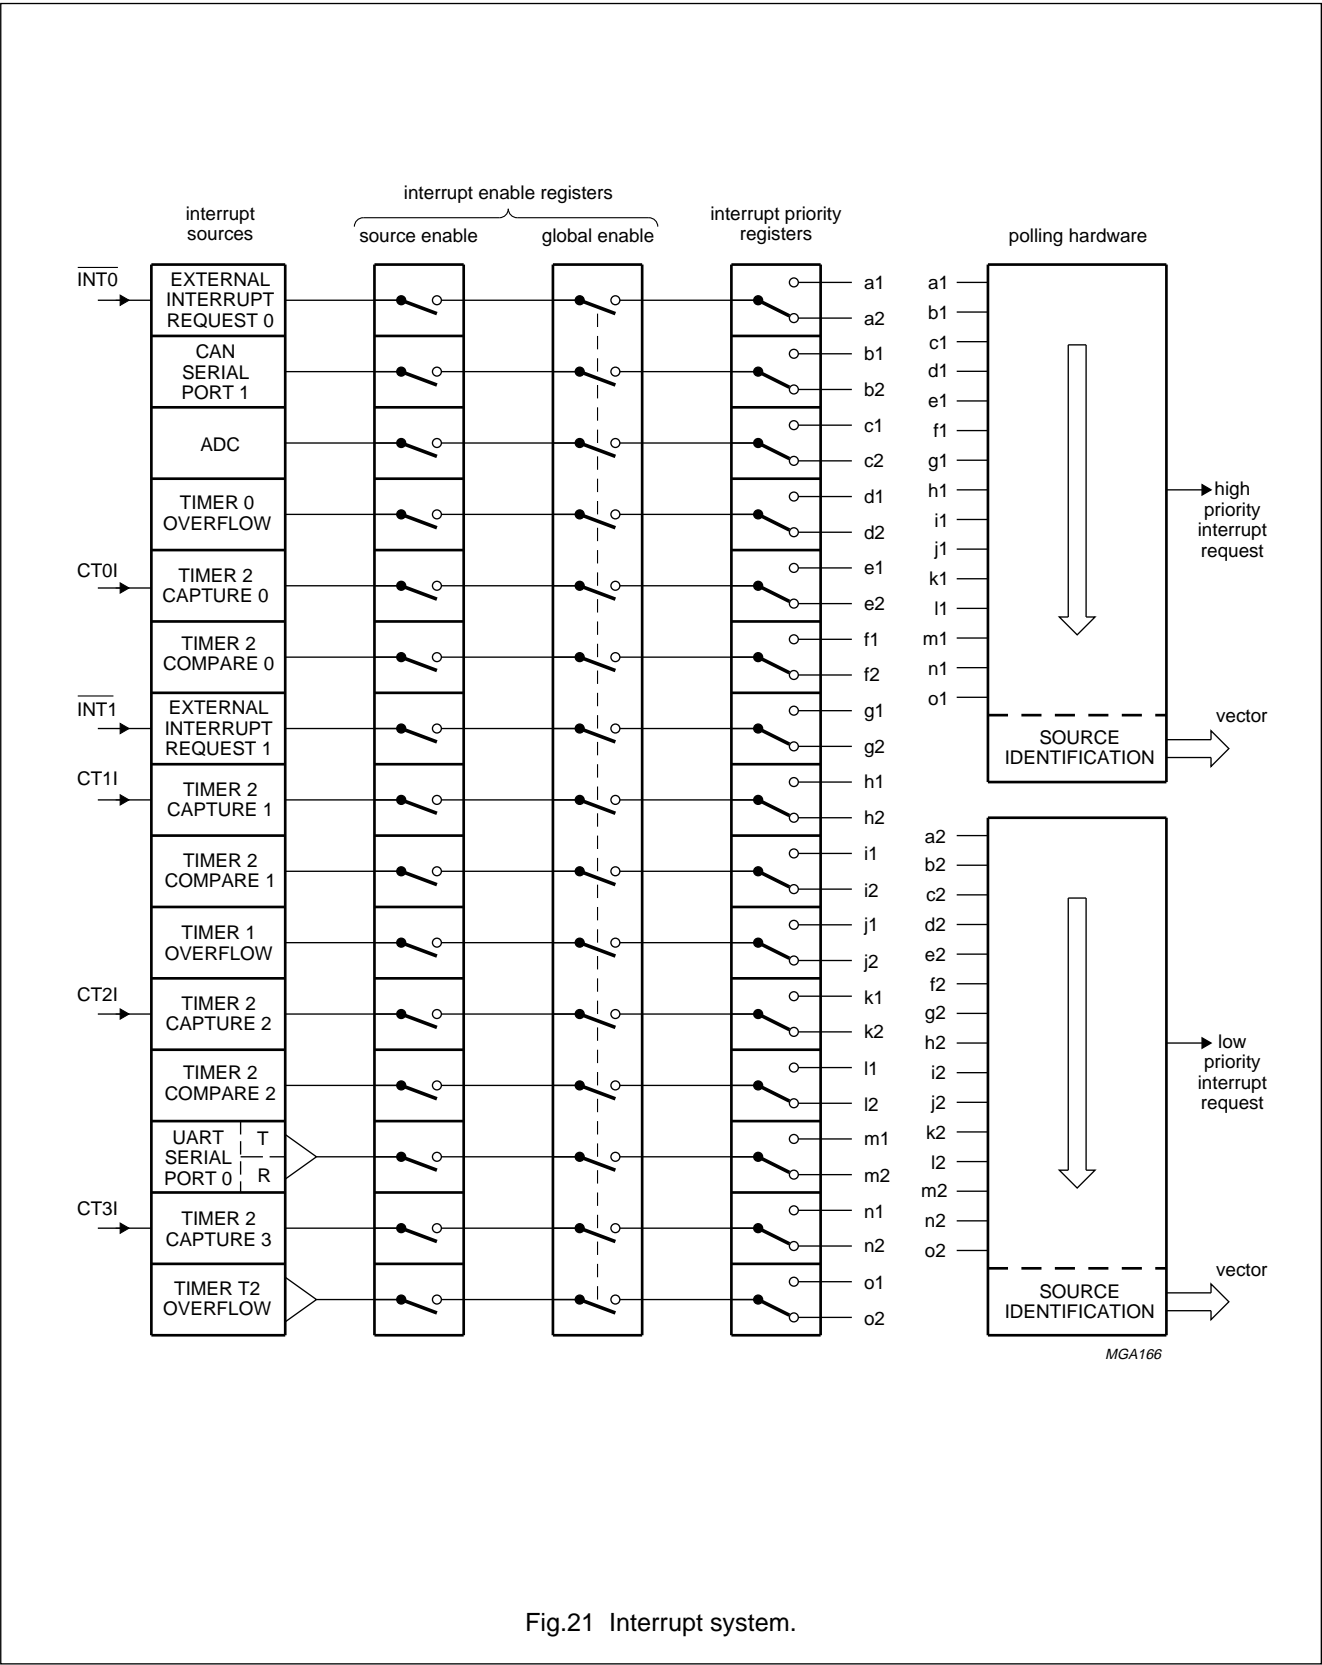 interrupt enable registers
interrupt
sources
source enable
global enable
interrupt priority
registers
polling hardware
INT0
EXTERNAL
INTERRUPT
REQUEST 0
CAN
SERIAL
PORT 1
ADC
TIMER 0
OVERFLOW
CT0I
TIMER 2
CAPTURE 0
TIMER 2
COMPARE 0
INT1
EXTERNAL
INTERRUPT
REQUEST 1
CT1I
TIMER 2
CAPTURE 1
TIMER 2
COMPARE 1
TIMER 1
OVERFLOW
CT2I
TIMER 2
CAPTURE 2
TIMER 2
COMPARE 2
UART
SERIAL
PORT 0
T
R
CT3I
TIMER 2
CAPTURE 3
TIMER T2
OVERFLOW
a1
a2
b1
b2
c1
c2
d1
d2
e1
e2
f1
f2
g1
g2
h1
h2
i1
i2
j1
j2
k1
k2
l1
l2
m1
m2
n1
n2
o1
o2
a1
b1
c1
d1
e1
f1
g1
h1
i1
j1
k1
l1
m1
n1
o1
high
priority
interrupt
request
SOURCE
IDENTIFICATION
vector
a2
b2
c2
d2
e2
f2
g2
h2
i2
j2
k2
l2
m2
n2
o2
low
priority
interrupt
request
SOURCE
IDENTIFICATION
vector
MGA166
Fig.21 Interrupt system.